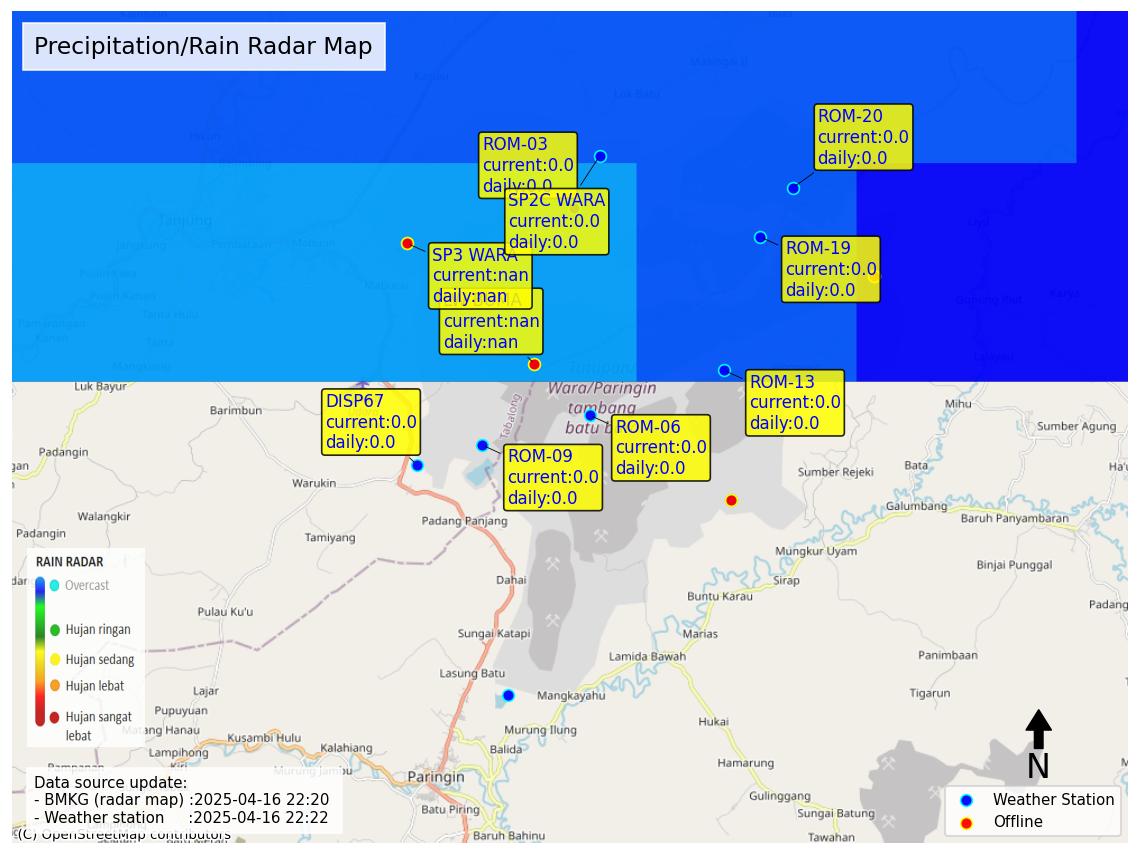 Precipitation/Rain Radar Map
ROM-20
current:0.0
daily:0.0
ROM-03
current:0.0
daily:0.0
SP2C WARA
current:0.0
daily:0.0
ROM-19
current:0.0
daily:0.0
SP3 WARA
current:nan
daily:nan
current:nan
daily:nan
Tanjung
ROM-13
current:0.0
daily:0.0
Wara/Paringin
tambang
batu b
Tabalong
DISP67
current:0.0
daily:0.0
ROM-06
current:0.0
daily:0.0
ROM-09
current:0.0
daily:0.0
Luk Bayur
Barimbun
Mihu
Sumber Agung
Padangin
Warukin
Sumber Rejeki
Bata
Galumbang
Baruh Panyambaran
Walangkir
Padangin
Tamiyang
Padang Panjang
Mungkur Uyam
Binjai Punggal
Dahai
Sirap
Buntu Karau
Padang
Pulau Ku'u
Sungai Katapi
Marias
Lamida Bawah
Panimbaan
Lasung Batu
Mangkayahu
Tigarun
Lajar
Pupuyuan
Matang Hanau
Hukai
Murung Ilung
Kusambi Hulu
Lampihong
Kalahiang
Balida
Hamarung
Murung Jambu
Paringin
Gulinggang
Batu Piring
Sungai Batung
Baruh Bahinu
Tawahan
RAIN RADAR
Overcast
Hujan ringan
Hujan sedang
Hujan lebat
Hujan sangat
lebat
Data source update:
- BMKG (radar map) :2025-04-16 22:20
- Weather station :2025-04-16 22:22
(C) OpenStreetMap contributors
N
Weather Station
Offline